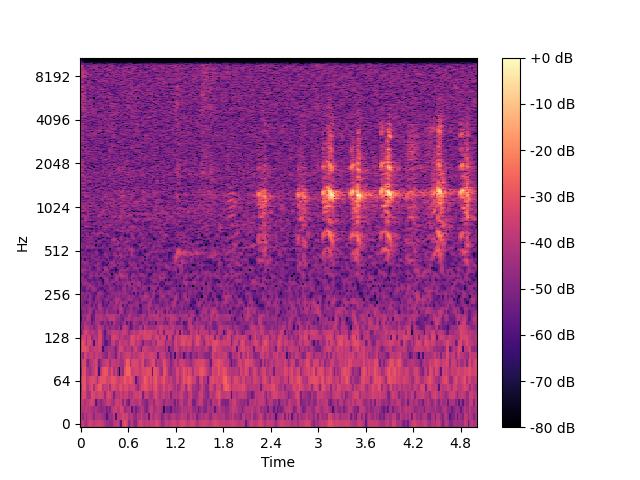 8192
4096
2048
1024
512
256
128
64
0
Hz
0 0.6 1.2 1.8 2.4 3 3.6 4.2 4.8
Time
+0 dB
-10 dB
-20 dB
-30 dB
-40 dB
-50 dB
-60 dB
-70 dB
-80 dB